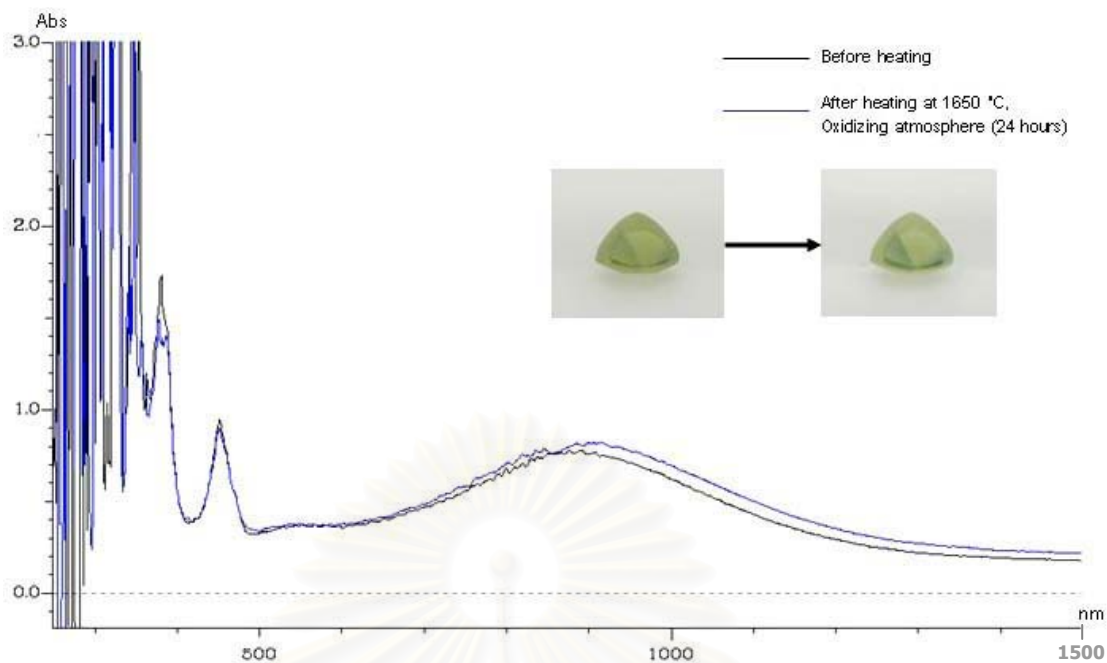 Abs
3.0
Before heating
After heating at 1650 °C,
Oxidizing atmosphere (24 hours)
2.0
1.0
0.0
nm
500
1000
1500